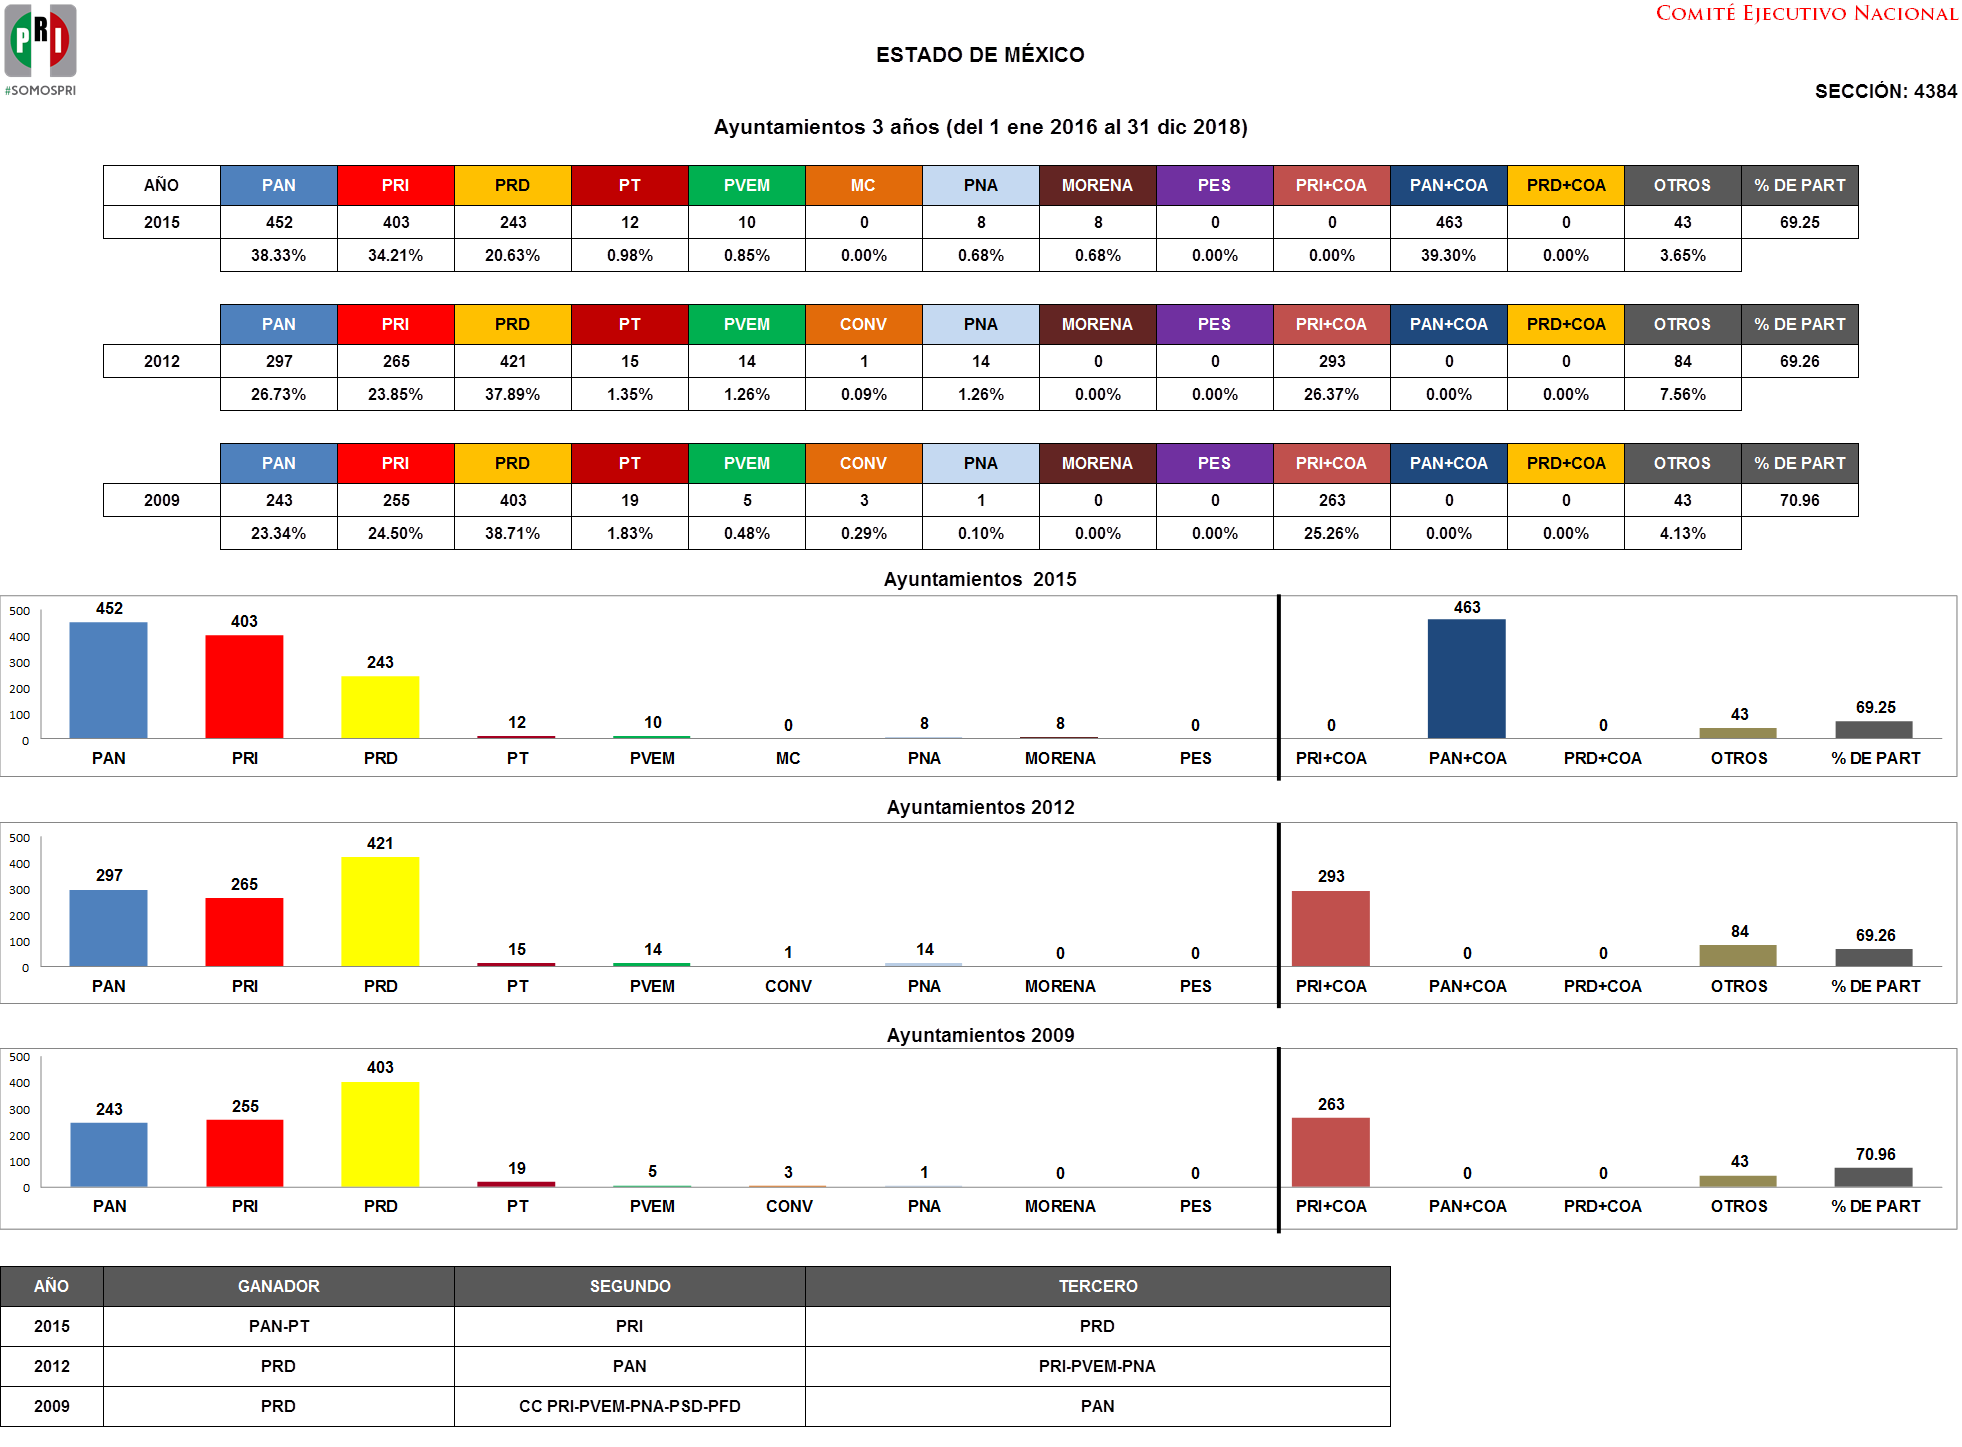 PRI
#SOMOSPRI
COMITÉ EJECUTIVO NACIONAL
ESTADO DE MÉXICO
SECCIÓN: 4384
Ayuntamientos 3 años (del 1 ene 2016 al 31 dic 2018)
AÑO PAN PRI PRD PT PVEM MC PNA MORENA PES PRI+COA PAN+COA PRD+COA OTROS % DE PART
2015 452 403 243 12 10 0 8 8 0 0 463 0 43 69.25
38.33% 34.21% 20.63% 0.98% 0.85% 0.00% 0.68% 0.68% 0.00% 0.00% 39.30% 0.00% 3.65%
PAN PRI PRD PT PVEM CONV PNA MORENA PES PRI+COA PAN+COA PRD+COA OTROS % DE PART
2012 297 265 421 15 14 1 14 0 0 293 0 0 84 69.26
26.73% 23.85% 37.89% 1.35% 1.26% 0.09% 1.26% 0.00% 0.00% 26.37% 0.00% 0.00% 7.56%
PAN PRI PRD PT PVEM CONV PNA MORENA PES PRI+COA PAN+COA PRD+COA OTROS % DE PART
2009 243 255 403 19 5 3 1 0 0 263 0 0 43 70.96
23.34% 24.50% 38.71% 1.83% 0.48% 0.29% 0.10% 0.00% 0.00% 25.26% 0.00% 0.00% 4.13%
Ayuntamientos 2015
500
400
300
200
100
0
452 403 243 12 10 0 8 8 0 0 463 0 43 69.25
PAN PRI PRD PT PVEM MC PNA MORENA PES PRI+COA PAN+COA PRD+COA OTROS % DE PART
Ayuntamientos 2012
500
400
300
200
100
0
297 265 421 15 14 1 14 0 0 293 0 0 84 69.26
PAN PRI PRD PT PVEM CONV PNA MORENA PES PRI+COA PAN+COA PRD+COA OTROS % DE PART
Ayuntamientos 2009
500
400
300
200
100
0
243 255 403 19 5 3 1 0 0 263 0 0 43 70.96
PAN PRI PRD PT PVEM CONV PNA MORENA PES PRI+COA PAN+COA PRD+COA OTROS % DE PART
AÑO GANADOR SEGUNDO TERCERO
2015 PAN-PT PRI PRD
2012 PRD PAN PRI-PVEM-PNA
2009 PRD CC PRI-PVEM-PNA-PSD-PFD PAN